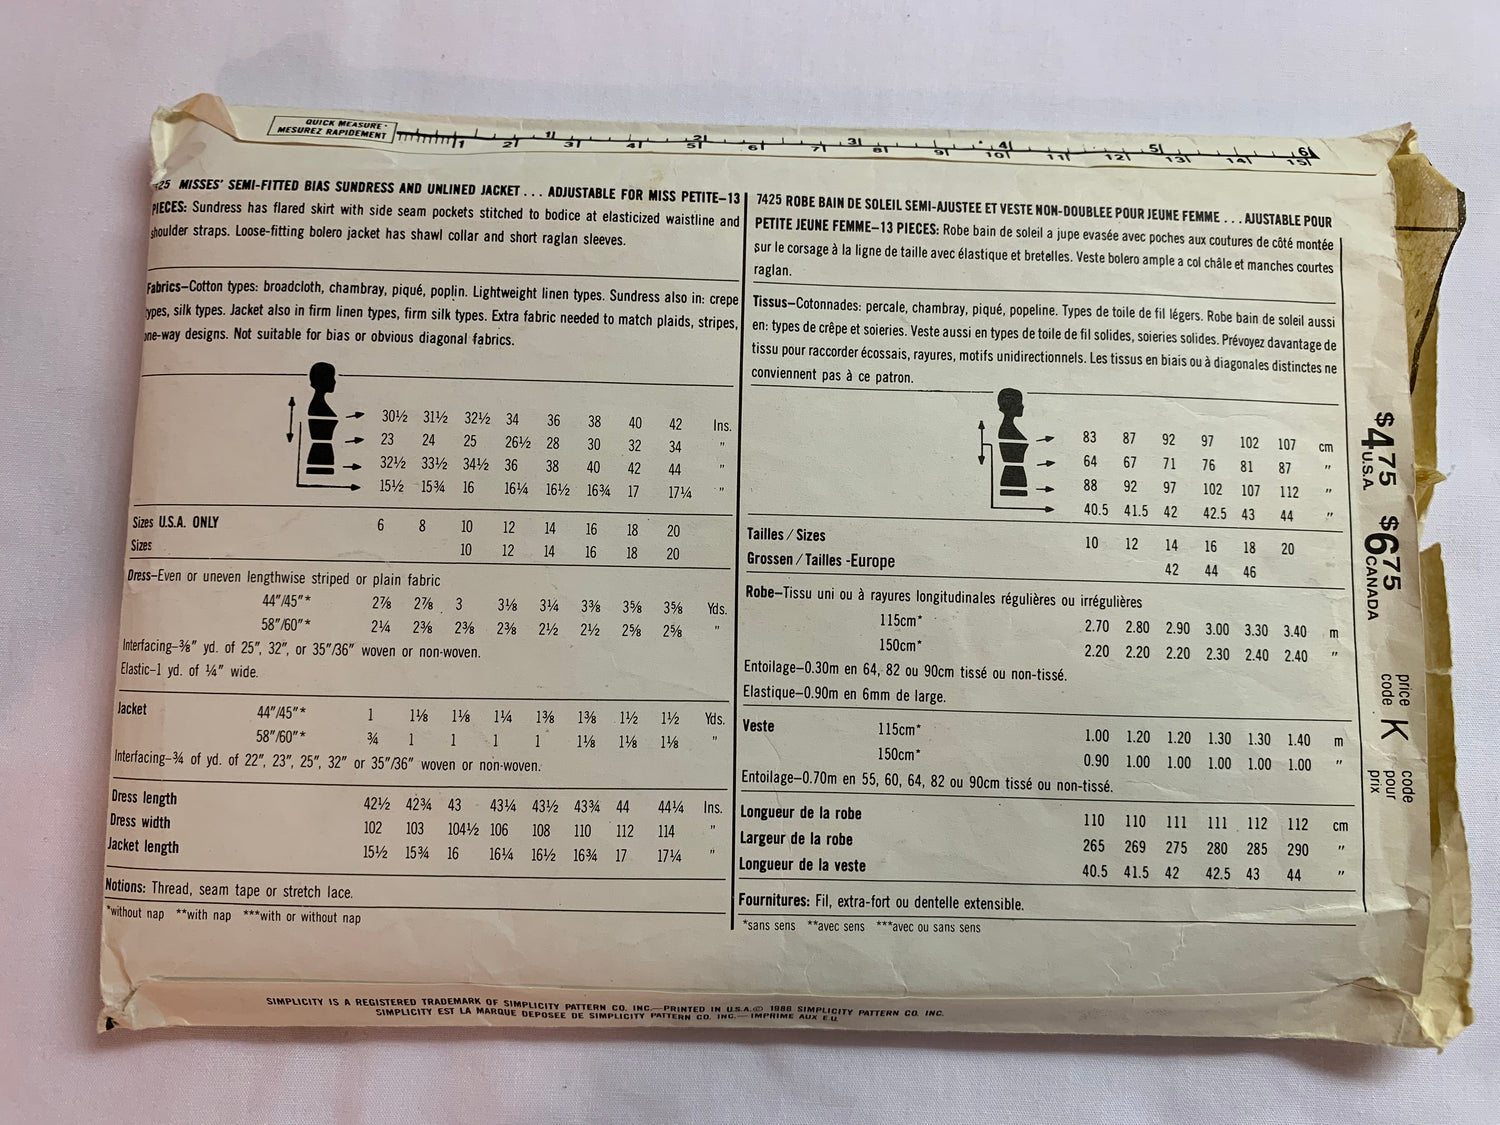 QUICK MEASURE·
MESUREZ RAPIDEMENT
1 2 3 4 5 6
1 2 3 4 5 6 7 8 9 10 11 12 13 14 15
25 MISSES' SEMI-FITTED BIAS SUNDRESS AND UNLINED JACKET . . . ADJUSTABLE FOR MISS PETITE–13
PIECES: Sundress has flared skirt with side seam pockets stitched to bodice at elasticized waistline and
shoulder straps. Loose-fitting bolero jacket has shawl collar and short raglan sleeves.
Fabrics–Cotton types: broadcloth, chambray, piqué, poplin. Lightweight linen types. Sundress also in: crepe
types, silk types. Jacket also in firm linen types, firm silk types. Extra fabric needed to match plaids, stripes,
one-way designs. Not suitable for bias or obvious diagonal fabrics.
30½ 31½ 32½ 34 36 38 40 42 Ins.
23 24 25 26½ 28 30 32 34 "
32½ 33½ 34½ 36 38 40 42 44 "
15½ 15¾ 16 16¼ 16½ 16¾ 17 17¼ "
Sizes U.S.A. ONLY 6 8 10 12 14 16 18 20
Sizes 10 12 14 16 18 20
Dress–Even or uneven lengthwise striped or plain fabric
44"/45"* 2⅞ 2⅞ 3 3⅛ 3¼ 3⅜ 3⅝ 3⅝ Yds.
58"/60"* 2¼ 2⅜ 2⅜ 2⅜ 2½ 2½ 2⅝ 2⅝ "
Interfacing–⅜" yd. of 25", 32", or 35"/36" woven or non-woven.
Elastic–1 yd. of ¼" wide.
Jacket 44"/45"* 1 1⅛ 1⅛ 1¼ 1⅜ 1⅜ 1½ 1½ Yds.
58"/60"* ¾ 1 1 1 1 1⅛ 1⅛ 1⅛ "
Interfacing–¾ of yd. of 22", 23", 25", 32" or 35"/36" woven or non-woven.
Dress length 42½ 42¾ 43 43¼ 43½ 43¾ 44 44¼ Ins.
Dress width 102 103 104½ 106 108 110 112 114 "
Jacket length 15½ 15¾ 16 16¼ 16½ 16¾ 17 17¼ "
Notions: Thread, seam tape or stretch lace.
*without nap **with nap ***with or without nap
7425 ROBE BAIN DE SOLEIL SEMI-AJUSTEE ET VESTE NON-DOUBLEE POUR JEUNE FEMME . . . AJUSTABLE POUR
PETITE JEUNE FEMME–13 PIECES: Robe bain de soleil a jupe evasée avec poches aux coutures de côté montée
sur le corsage à la ligne de taille avec élastique et bretelles. Veste bolero ample a col châle et manches courtes
raglan.
Tissus–Cotonnades: percale, chambray, piqué, popeline. Types de toile de fil légers. Robe bain de soleil aussi
en: types de crêpe et soieries. Veste aussi en types de toile de fil solides, soieries solides. Prévoyez davantage de
tissu pour raccorder écossais, rayures, motifs unidirectionnels. Les tissus en biais ou à diagonales distinctes ne
conviennent pas à ce patron.
83 87 92 97 102 107 cm
64 67 71 76 81 87 "
88 92 97 102 107 112 "
40.5 41.5 42 42.5 43 44 "
Tailles / Sizes 10 12 14 16 18 20
Grossen / Tailles -Europe 42 44 46
Robe–Tissu uni ou à rayures longitudinales régulières ou irrégulières
115cm* 2.70 2.80 2.90 3.00 3.30 3.40 m
150cm* 2.20 2.20 2.20 2.30 2.40 2.40 "
Entoilage–0.30m en 64, 82 ou 90cm tissé ou non-tissé.
Elastique–0.90m en 6mm de large.
Veste 115cm* 1.00 1.20 1.20 1.30 1.30 1.40 m
150cm* 0.90 1.00 1.00 1.00 1.00 1.00 "
Entoilage–0.70m en 55, 60, 64, 82 ou 90cm tissé ou non-tissé.
Longueur de la robe 110 110 111 111 112 112 cm
Largeur de la robe 265 269 275 280 285 290 "
Longueur de la veste 40.5 41.5 42 42.5 43 44 "
Fournitures: Fil, extra-fort ou dentelle extensible.
*sans sens **avec sens ***avec ou sans sens
$4.75 U.S.A. $6.75 CANADA
price code K code pour prix
SIMPLICITY IS A REGISTERED TRADEMARK OF SIMPLICITY PATTERN CO. INC.—PRINTED IN U.S.A.© 1986 SIMPLICITY PATTERN CO. INC.
SIMPLICITY EST LA MARQUE DEPOSEE DE SIMPLICITY PATTERN CO. INC.—IMPRIME AUX E.U.